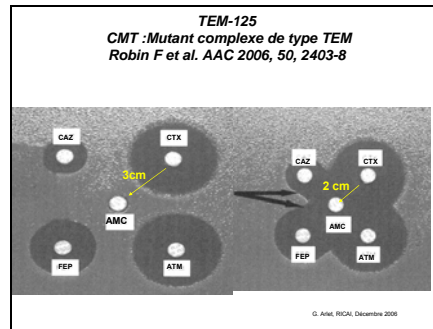 TEM-125
CMT :Mutant complexe de type TEM
Robin F et al. AAC 2006, 50, 2403-8
CAZ
CTX
3cm
AMC
FEP
ATM
CAZ
CTX
2 cm
AMC
FEP
ATM
G. Arlet, RICAI, Décembre 2006